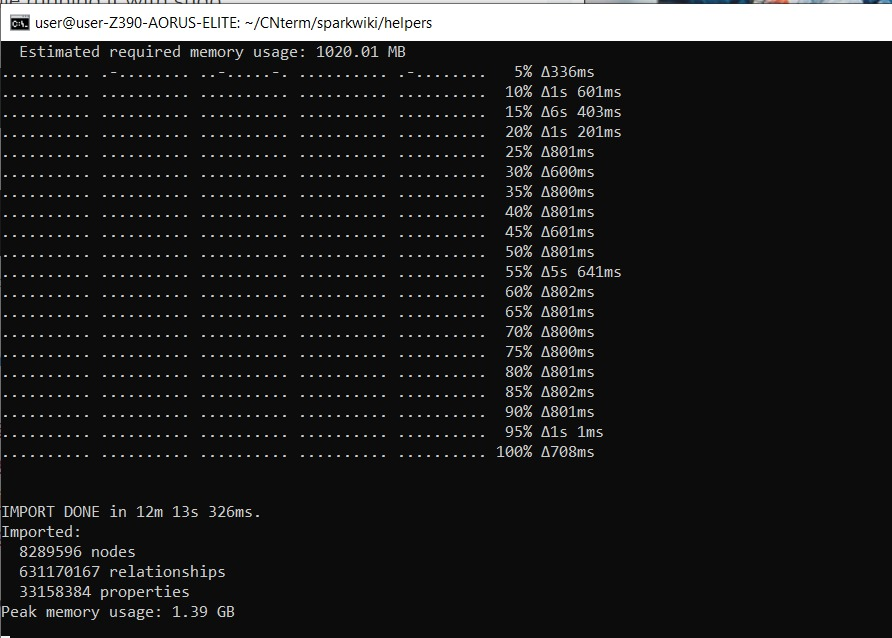 user@user-Z390-AORUS-ELITE: ~/CNterm/sparkwiki/helpers
Estimated required memory usage: 1020.01 MB
.......... .-......... ..-.....-. .......... .-........ 5% Δ336ms
.......... .......... .......... .......... .......... 10% Δ1s 601ms
.......... .......... .......... .......... .......... 15% Δ6s 403ms
.......... .......... .......... .......... .......... 20% Δ1s 201ms
.......... .......... .......... .......... .......... 25% Δ801ms
.......... .......... .......... .......... .......... 30% Δ600ms
.......... .......... .......... .......... .......... 35% Δ800ms
.......... .......... .......... .......... .......... 40% Δ801ms
.......... .......... .......... .......... .......... 45% Δ601ms
.......... .......... .......... .......... .......... 50% Δ801ms
.......... .......... .......... .......... .......... 55% Δ5s 641ms
.......... .......... .......... .......... .......... 60% Δ802ms
.......... .......... .......... .......... .......... 65% Δ801ms
.......... .......... .......... .......... .......... 70% Δ800ms
.......... .......... .......... .......... .......... 75% Δ800ms
.......... .......... .......... .......... .......... 80% Δ801ms
.......... .......... .......... .......... .......... 85% Δ802ms
.......... .......... .......... .......... .......... 90% Δ801ms
.......... .......... .......... .......... .......... 95% Δ1s 1ms
.......... .......... .......... .......... .......... 100% Δ708ms
IMPORT DONE in 12m 13s 326ms.
Imported:
8289596 nodes
631170167 relationships
33158384 properties
Peak memory usage: 1.39 GB